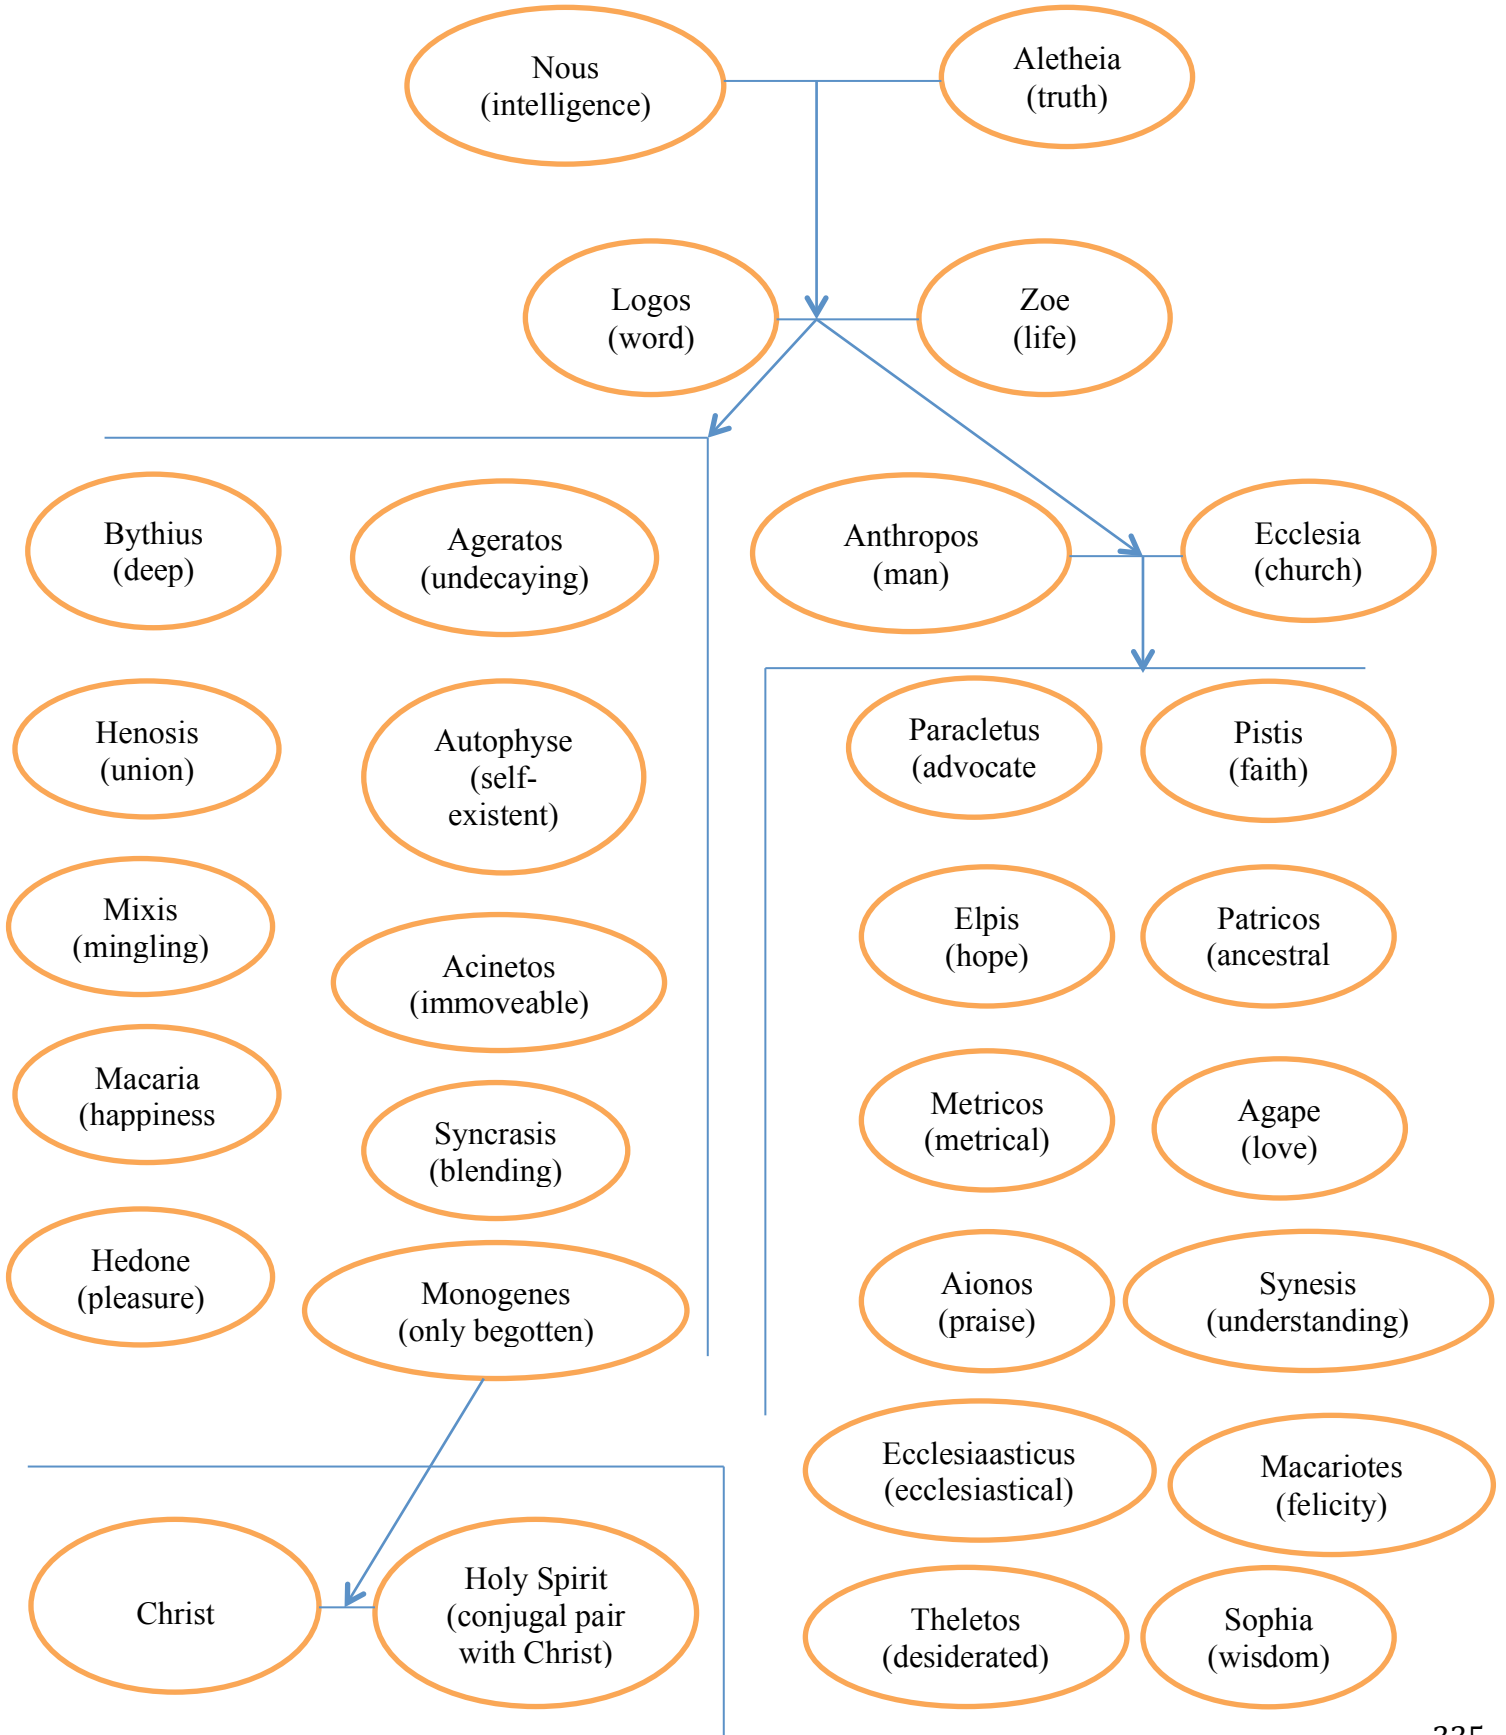 Nous
(intelligence)
Aletheia
(truth)
Logos
(word)
Zoe
(life)
Bythius
(deep)
Ageratos
(undecaying)
Anthropos
(man)
Ecclesia
(church)
Henosis
(union)
Autophyse
(self-
existent)
Paracletus
(advocate
Pistis
(faith)
Mixis
(mingling)
Acinetos
(immoveable)
Elpis
(hope)
Patricos
(ancestral
Macaria
(happiness
Syncrasis
(blending)
Metricos
(metrical)
Agape
(love)
Hedone
(pleasure)
Monogenes
(only begotten)
Aionos
(praise)
Synesis
(understanding)
Ecclesiaasticus
(ecclesiastical)
Macariotes
(felicity)
Christ
Holy Spirit
(conjugal pair
with Christ)
Theletos
(desiderated)
Sophia
(wisdom)